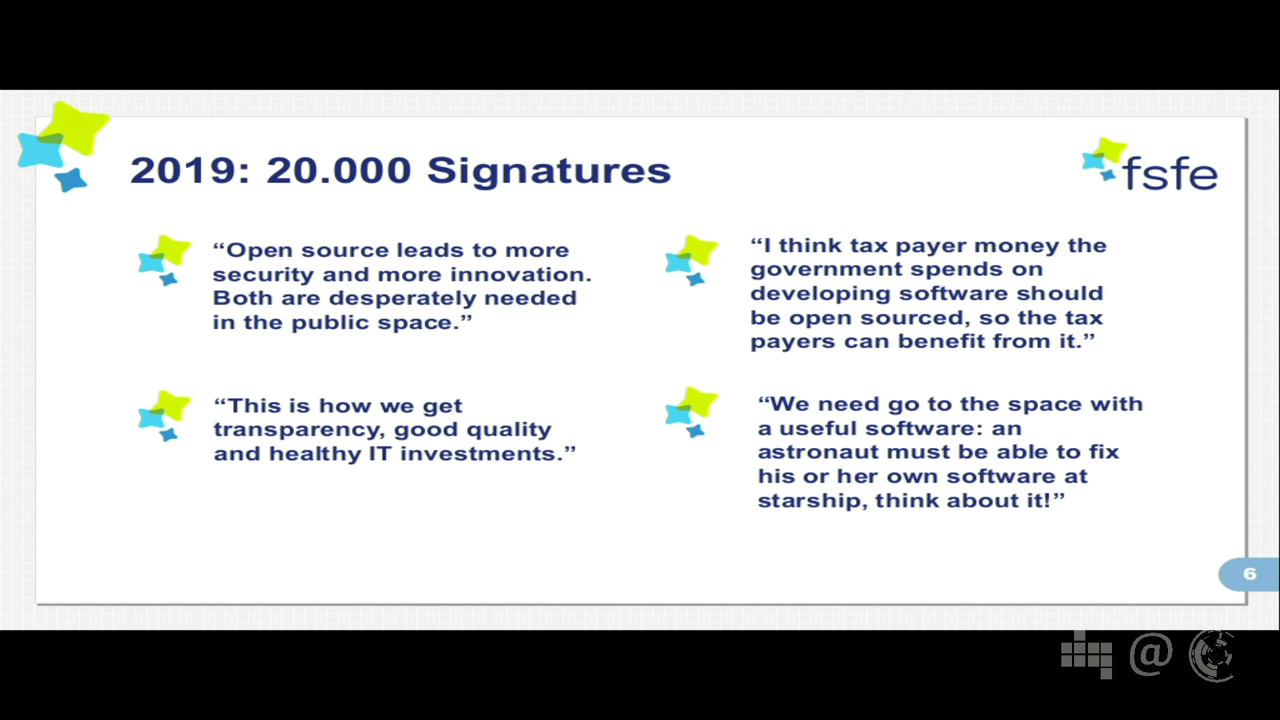 2019: 20.000 Signatures
fsfe
“Open source leads to more
security and more innovation.
Both are desperately needed
in the public space.”
“I think tax payer money the
government spends on
developing software should
be open sourced, so the tax
payers can benefit from it.”
“This is how we get
transparency, good quality
and healthy IT investments.”
“We need go to the space with
a useful software: an
astronaut must be able to fix
his or her own software at
starship, think about it!”
6
@